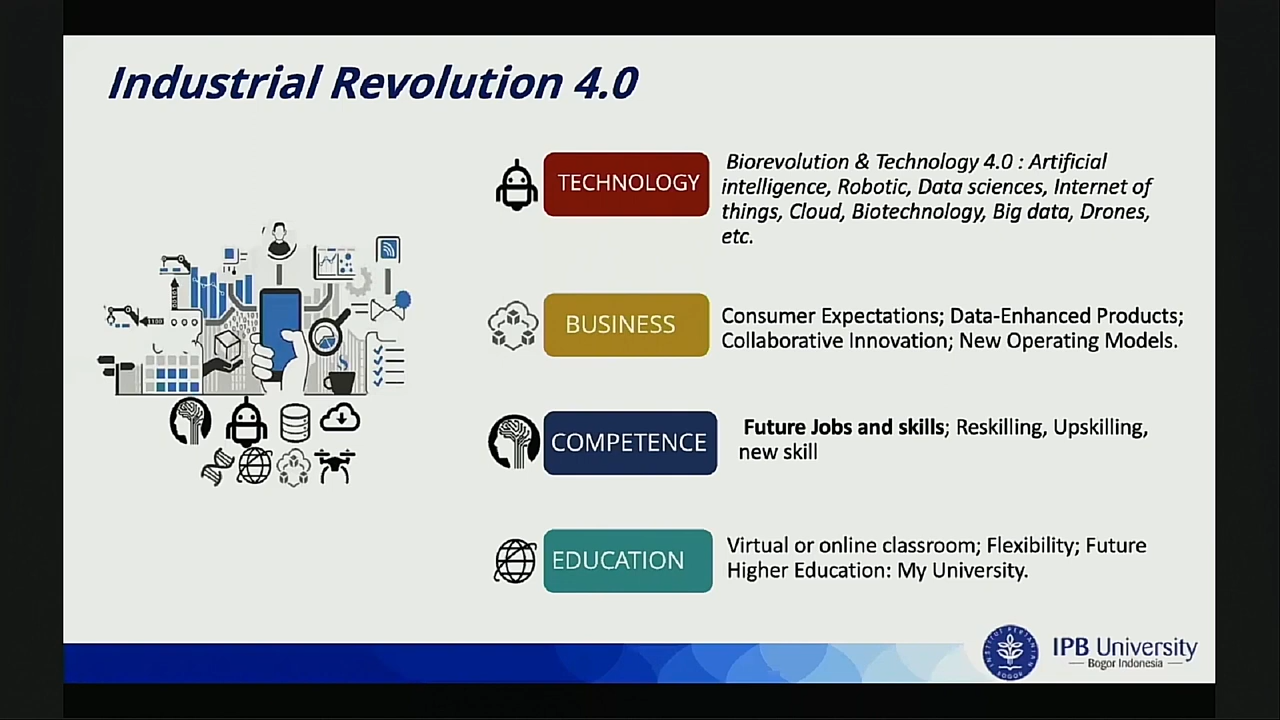 Industrial Revolution 4.0
TECHNOLOGY
Biorevolution & Technology 4.0 : Artificial
intelligence, Robotic, Data sciences, Internet of
things, Cloud, Biotechnology, Big data, Drones,
etc.
BUSINESS
Consumer Expectations; Data-Enhanced Products;
Collaborative Innovation; New Operating Models.
COMPETENCE
Future Jobs and skills; Reskilling, Upskilling,
new skill
EDUCATION
Virtual or online classroom; Flexibility; Future
Higher Education: My University.
IPB University
Bogor Indonesia